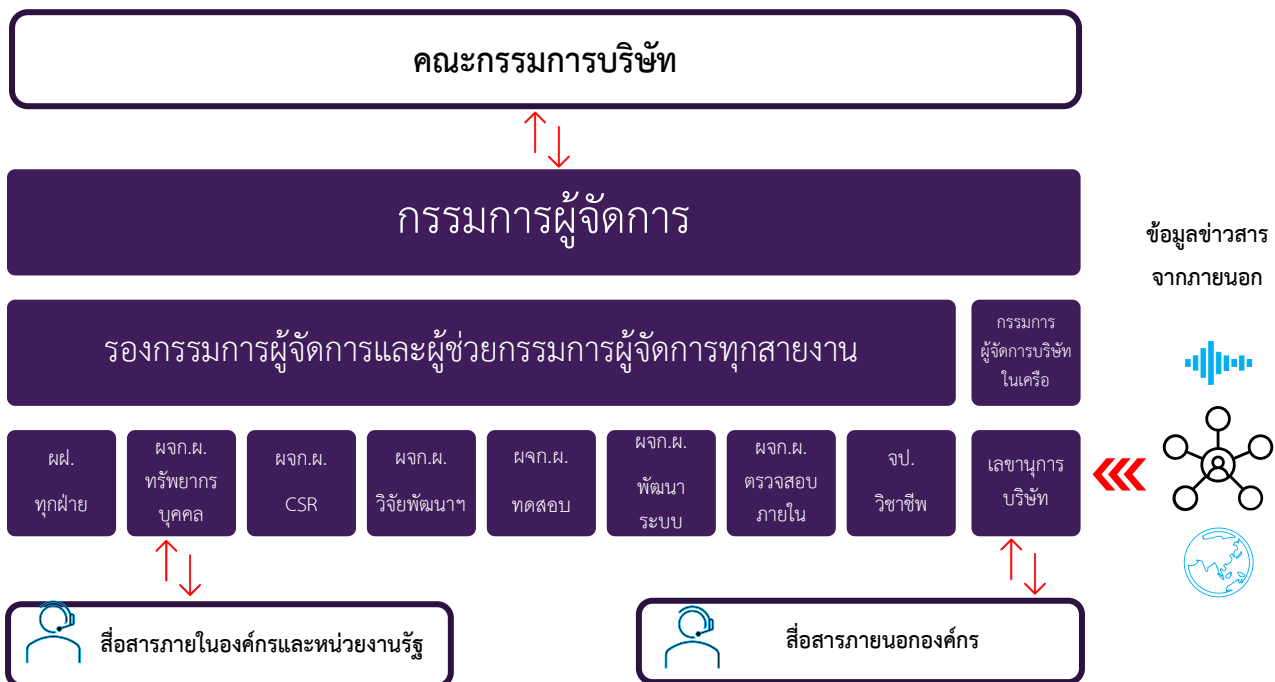 คณะกรรมการบริษัท
กรรมการผู้จัดการ
ข้อมูลข่าวสาร
จากภายนอก
รองกรรมการผู้จัดการและผู้ช่วยกรรมการผู้จัดการทุกสายงาน
กรรมการ
ผู้จัดการบริษัท
ในเครือ
ผฝ.
ทุกฝ่าย
ผจก.ผ.
ทรัพยากร
บุคคล
ผจก.ผ.
CSR
ผจก.ผ.
วิจัยพัฒนาฯ
ผจก.ผ.
ทดสอบ
ผจก.ผ.
พัฒนา
ระบบ
ผจก.ผ.
ตรวจสอบ
ภายใน
จป.
วิชาชีพ
เลขานุการ
บริษัท
สื่อสารภายในองค์กรและหน่วยงานรัฐ
สื่อสารภายนอกองค์กร